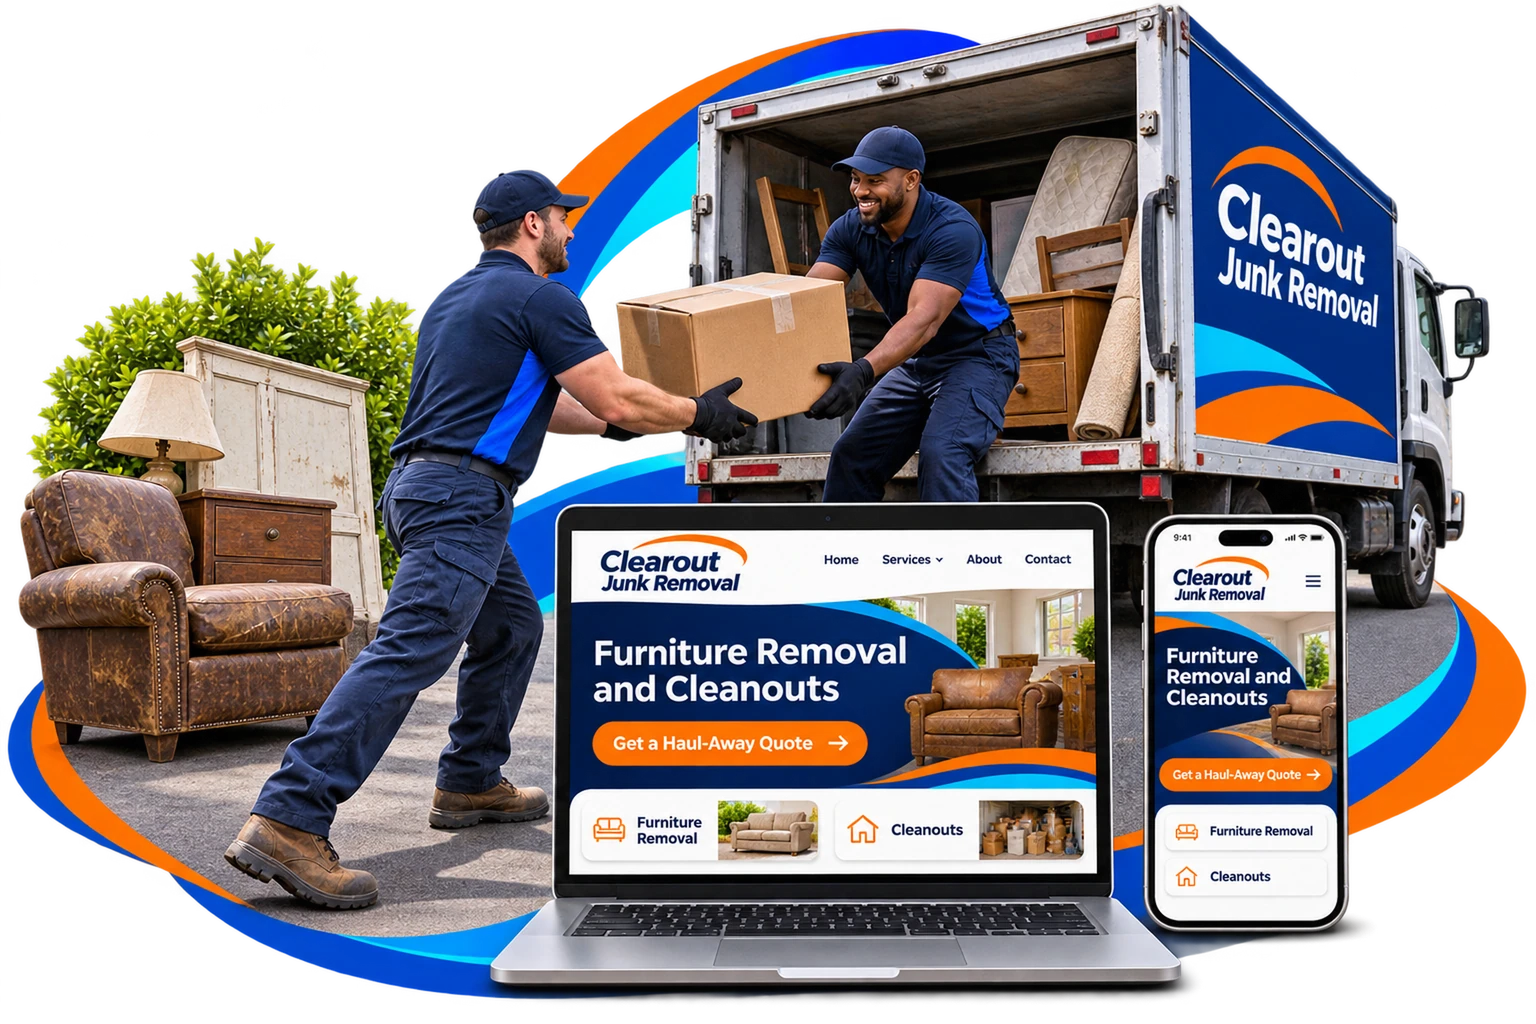 Clearout
Junk Removal
Clearout
Junk Removal
Home
Services
About
Contact
Furniture Removal
and Cleanouts
Get a Haul-Away Quote
Furniture
Removal
Cleanouts
9:41
Clearout
Junk Removal
Furniture
Removal and
Cleanouts
Get a Haul-Away Quote
Furniture Removal
Cleanouts